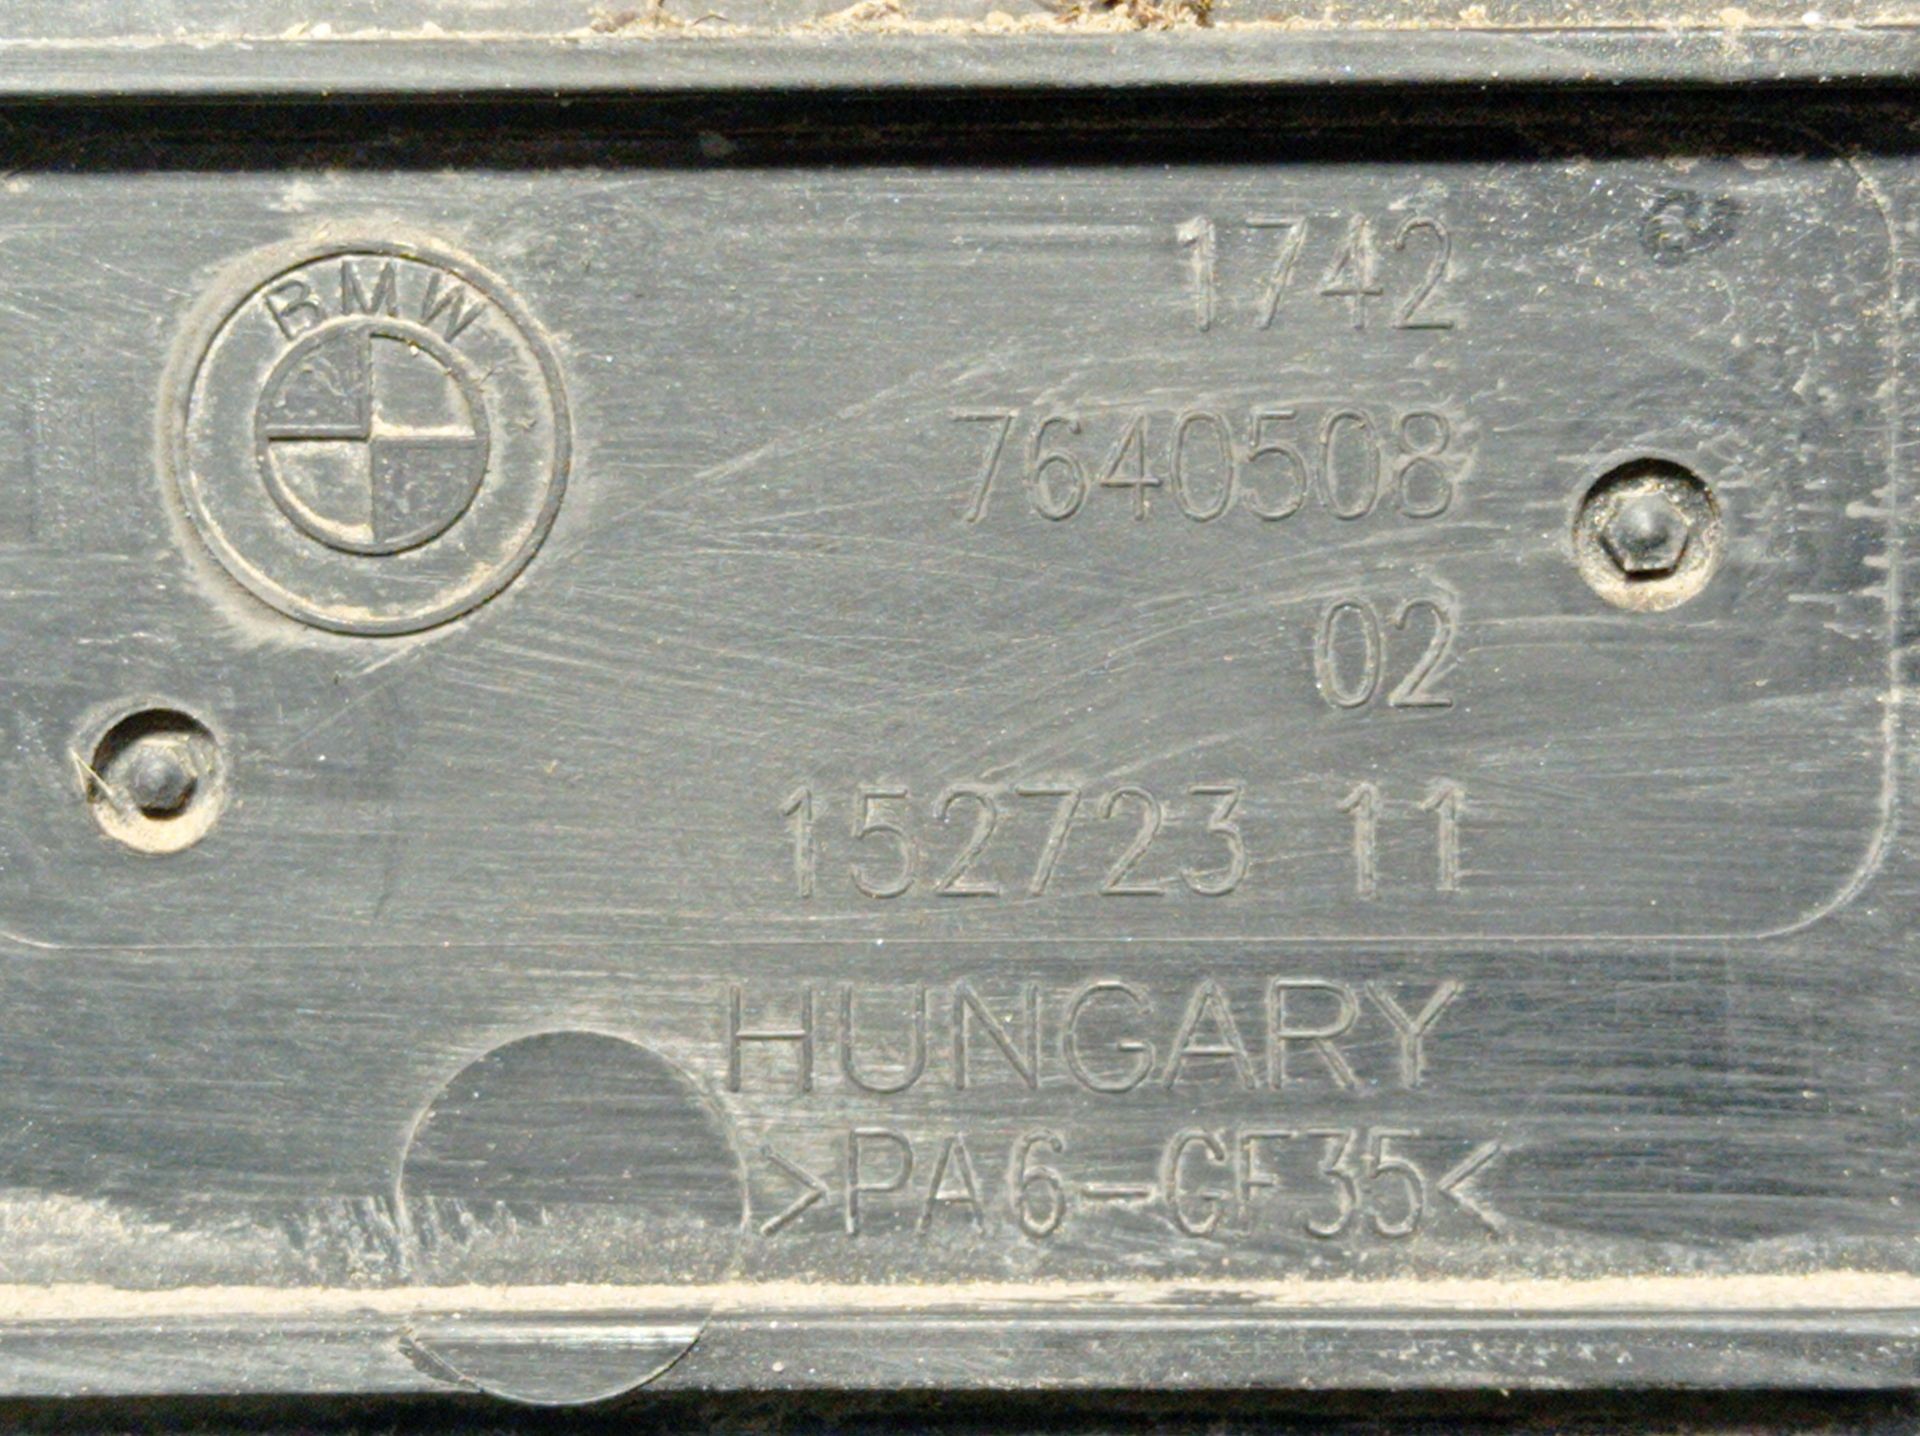 BMW
1742
7640508
02
152723 11
HUNGARY
>PA6-GF35<